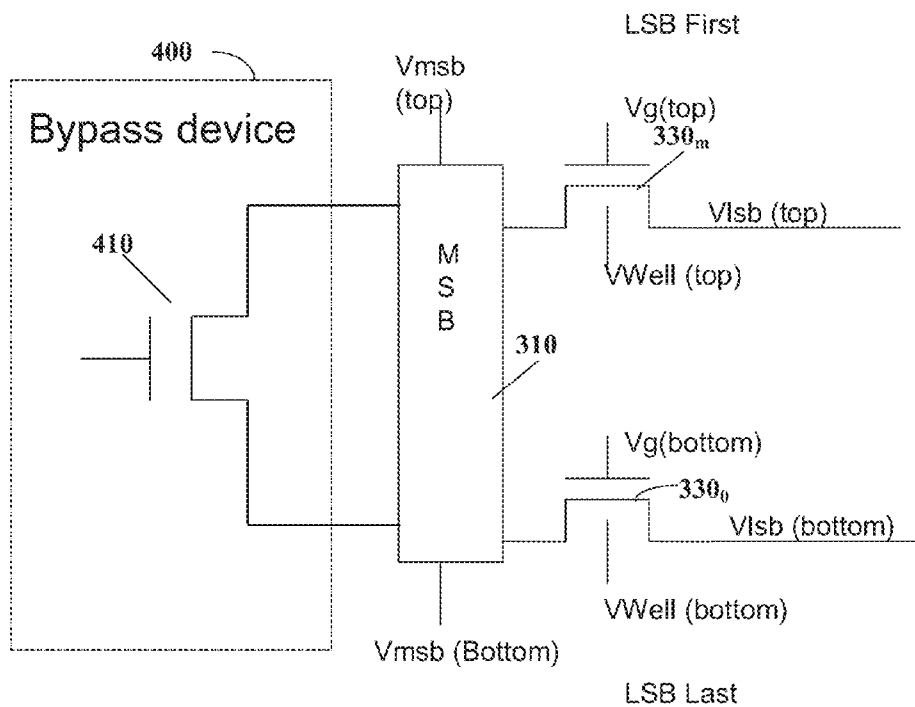 LSB First
400
Vmsb
(top)
Bypass device
Vg(top)
330m
Vlsb (top)
M
S
B
410
VWell (top)
310
Vg(bottom)
330₀
Vlsb (bottom)
VWell (bottom)
Vmsb (Bottom)
LSB Last